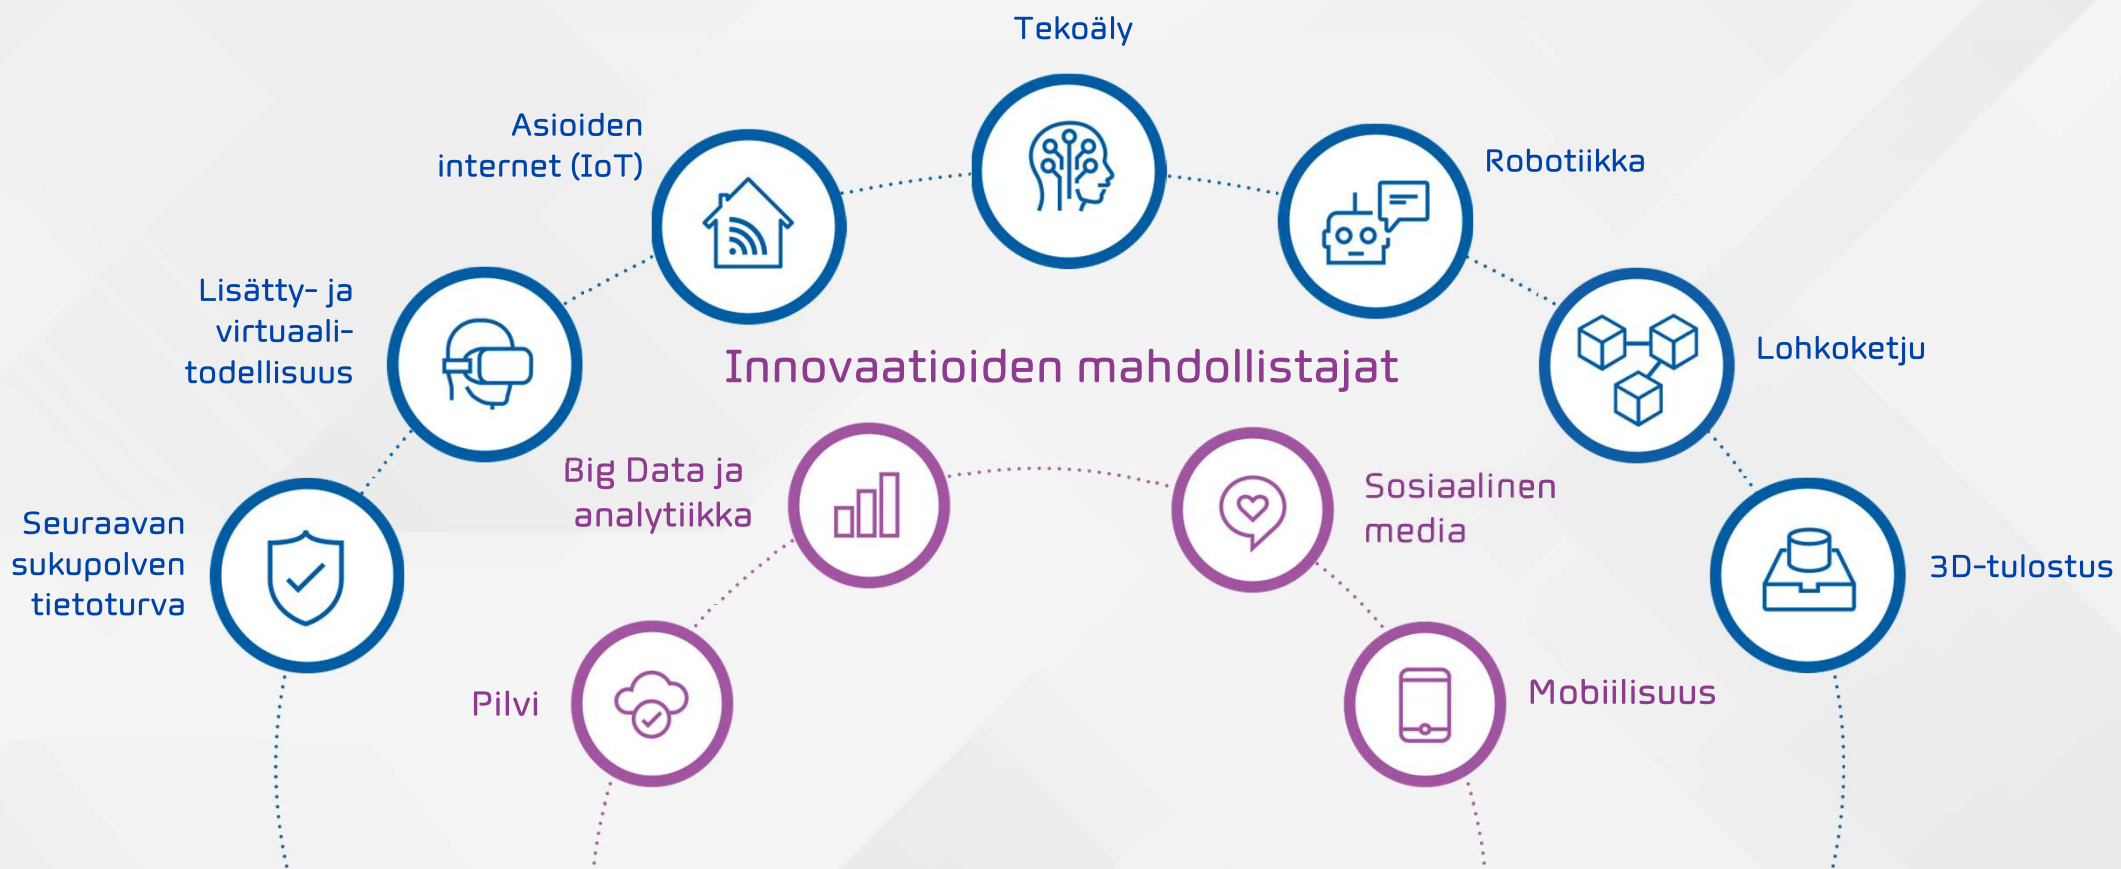 Tekoäly
Asioiden
internet (IoT)
Robotiikka
Lisätty- ja
virtuaali-
todellisuus
Lohkoketju
Innovaatioiden mahdollistajat
Big Data ja
analytiikka
Sosiaalinen
media
Seuraavan
sukupolven
tietoturva
3D-tulostus
Pilvi
Mobiilisuus